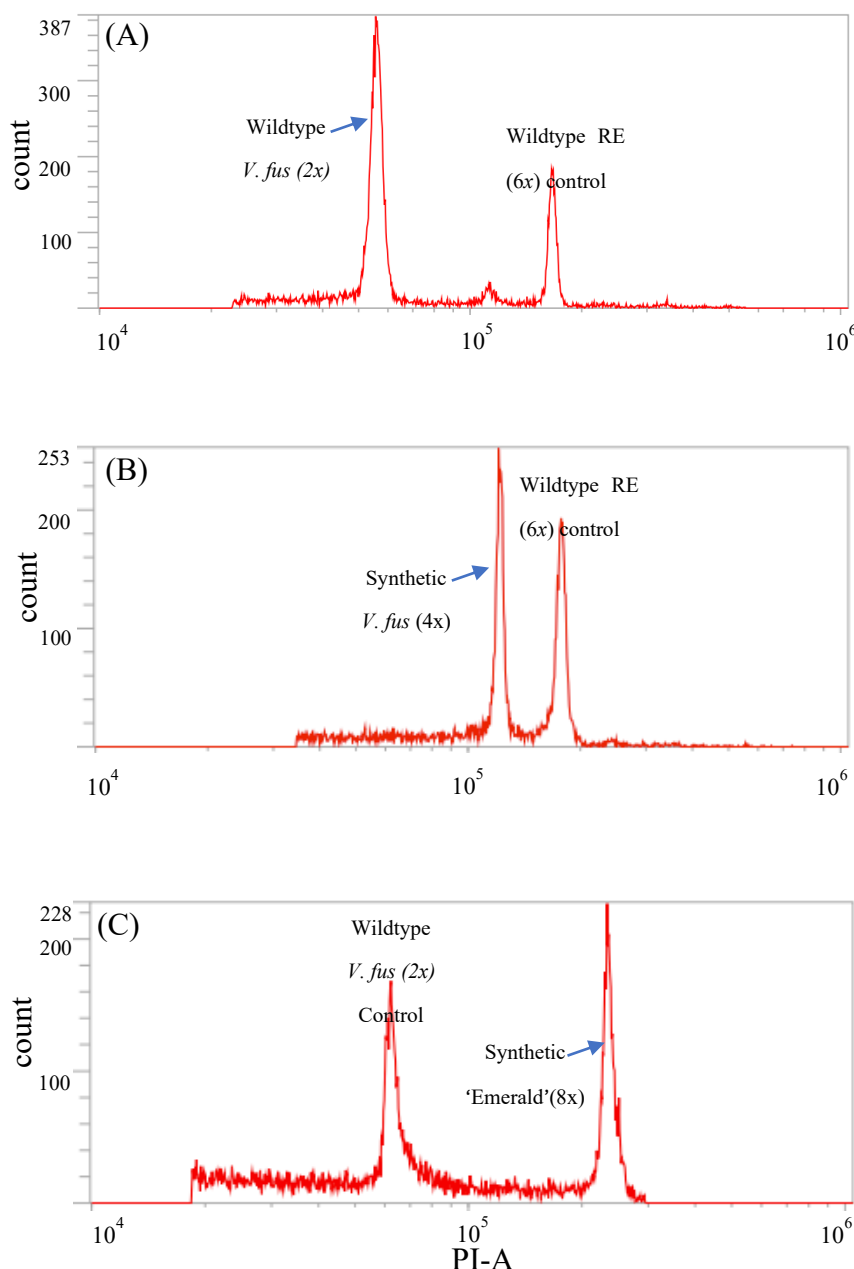 387
(A)
300
Wildtype
V. fus (2x)
Wildtype RE
(6x) control
200
100
count
10^4
10^5
10^6
253
(B)
200
Wildtype RE
(6x) control
Synthetic
V. fus (4x)
100
count
10^4
10^5
10^6
228
(C)
200
Wildtype
V. fus (2x)
Control
Synthetic
‘Emerald’(8x)
100
count
10^4
10^5
10^6
PI-A